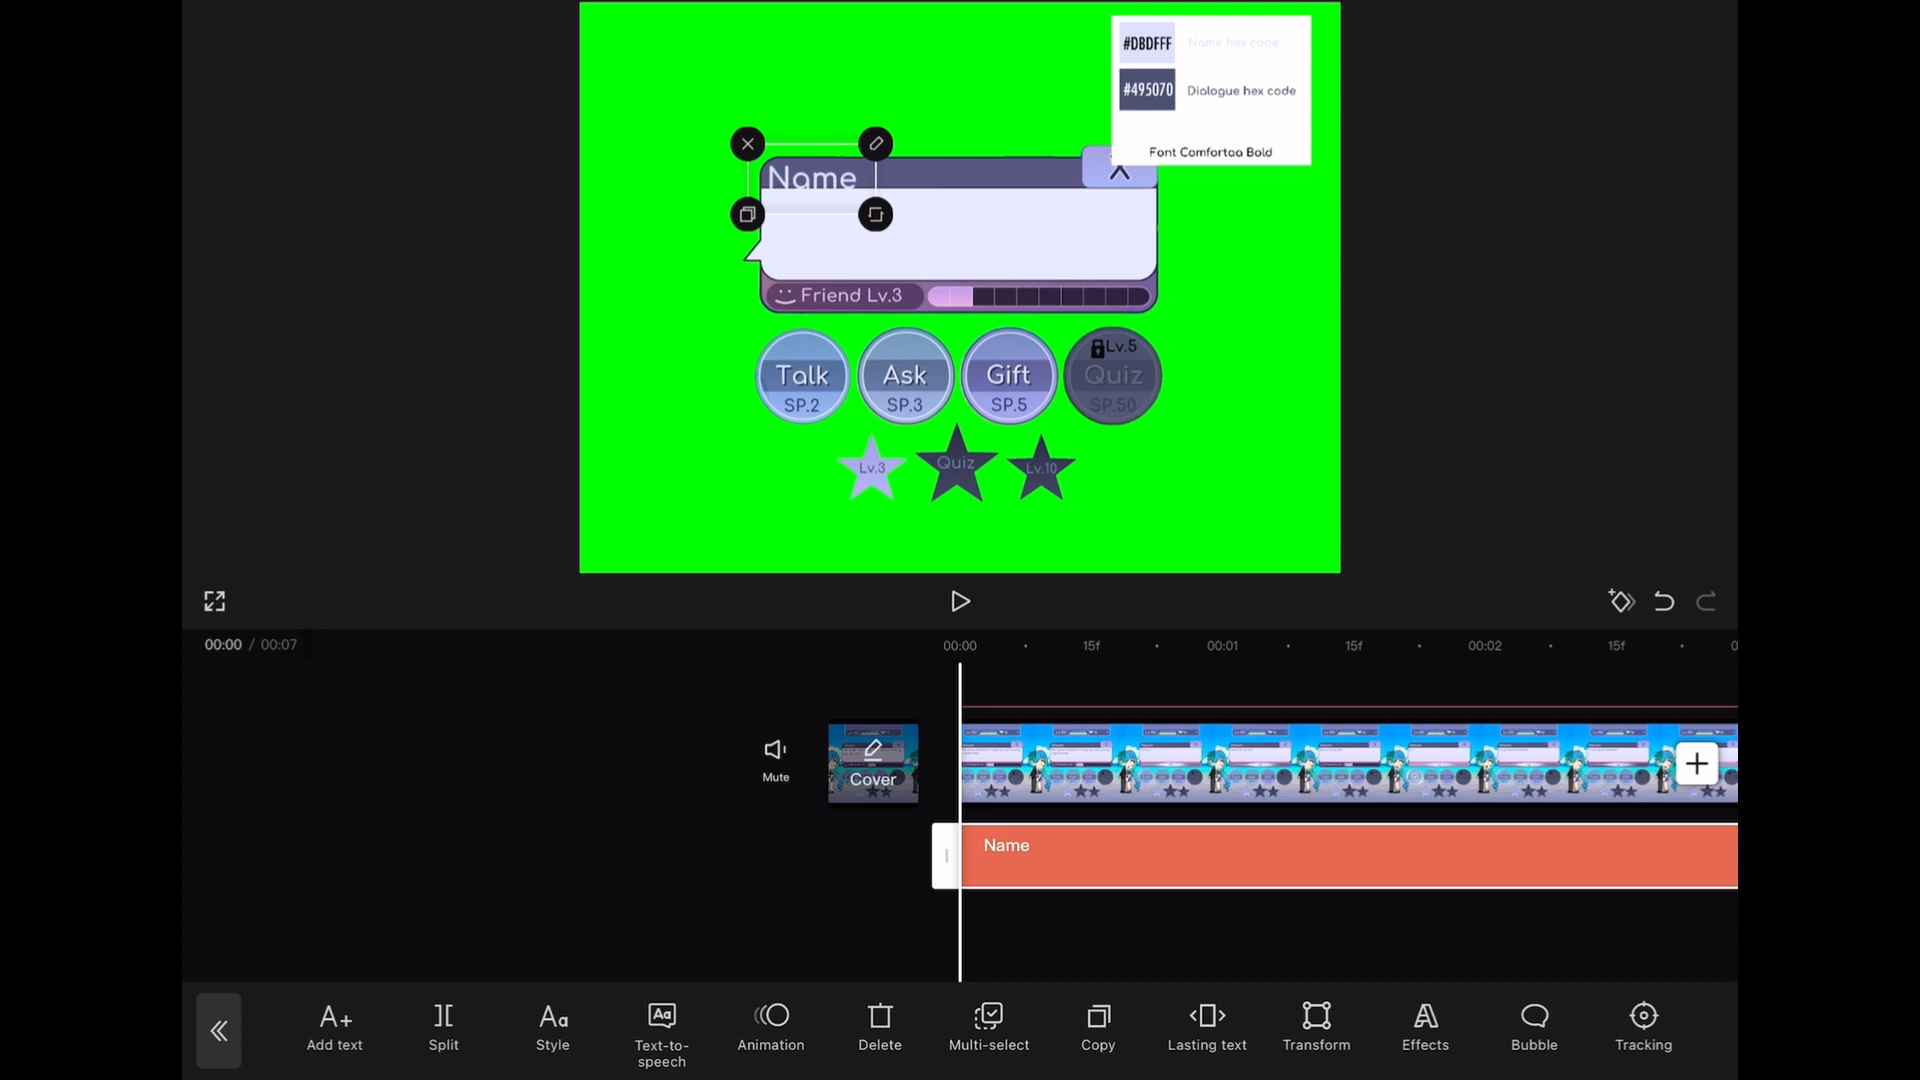 #DBDFFF Name hex code
#495070 Dialogue hex code
Font Comfortaa Bold
X
Name
Friend Lv.3
Talk
SP.2
Ask
SP.3
Gift
SP.5
Lv.5
Quiz
SP.50
Lv.3
Quiz
Lv.10
00:00 / 00:07
00:00
15f
00:01
15f
00:02
15f
Mute
Cover
Name
Add text
Split
Style
Text-to-
speech
Animation
Delete
Multi-select
Copy
Lasting text
Transform
Effects
Bubble
Tracking